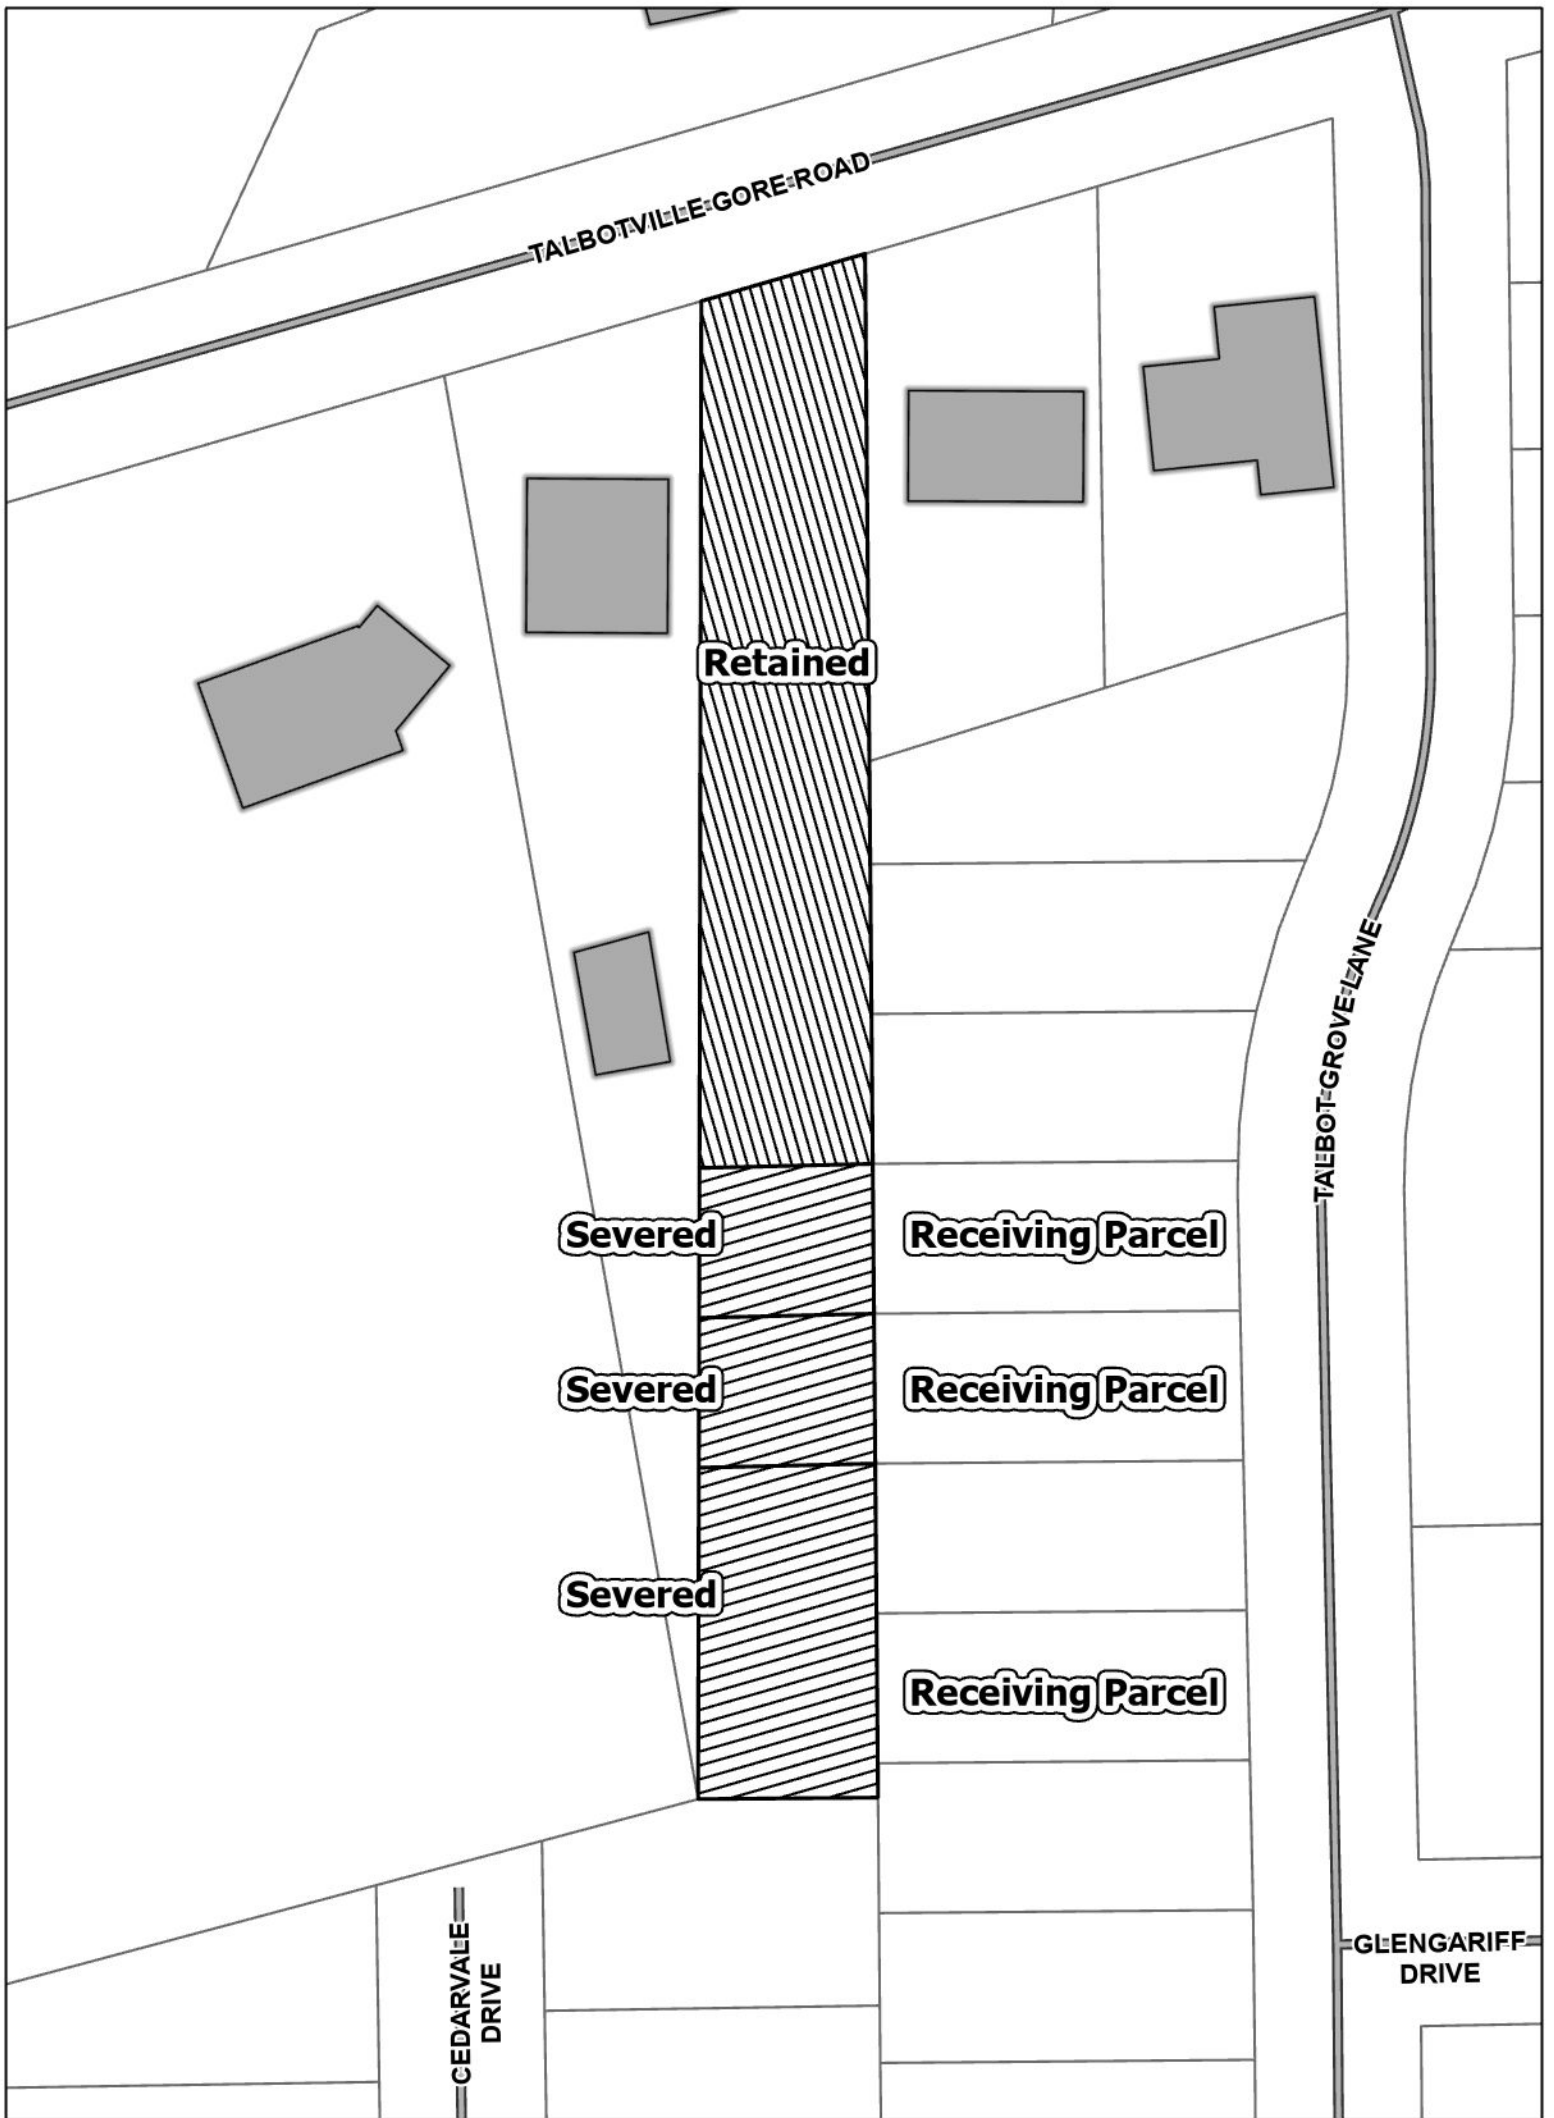 TALBOTVILLE GORE ROAD
Retained
TALBOT GROVE LANE
Severed
Receiving Parcel
Severed
Receiving Parcel
Severed
Receiving Parcel
CEDARVALE
DRIVE
GLENGARIFF
DRIVE